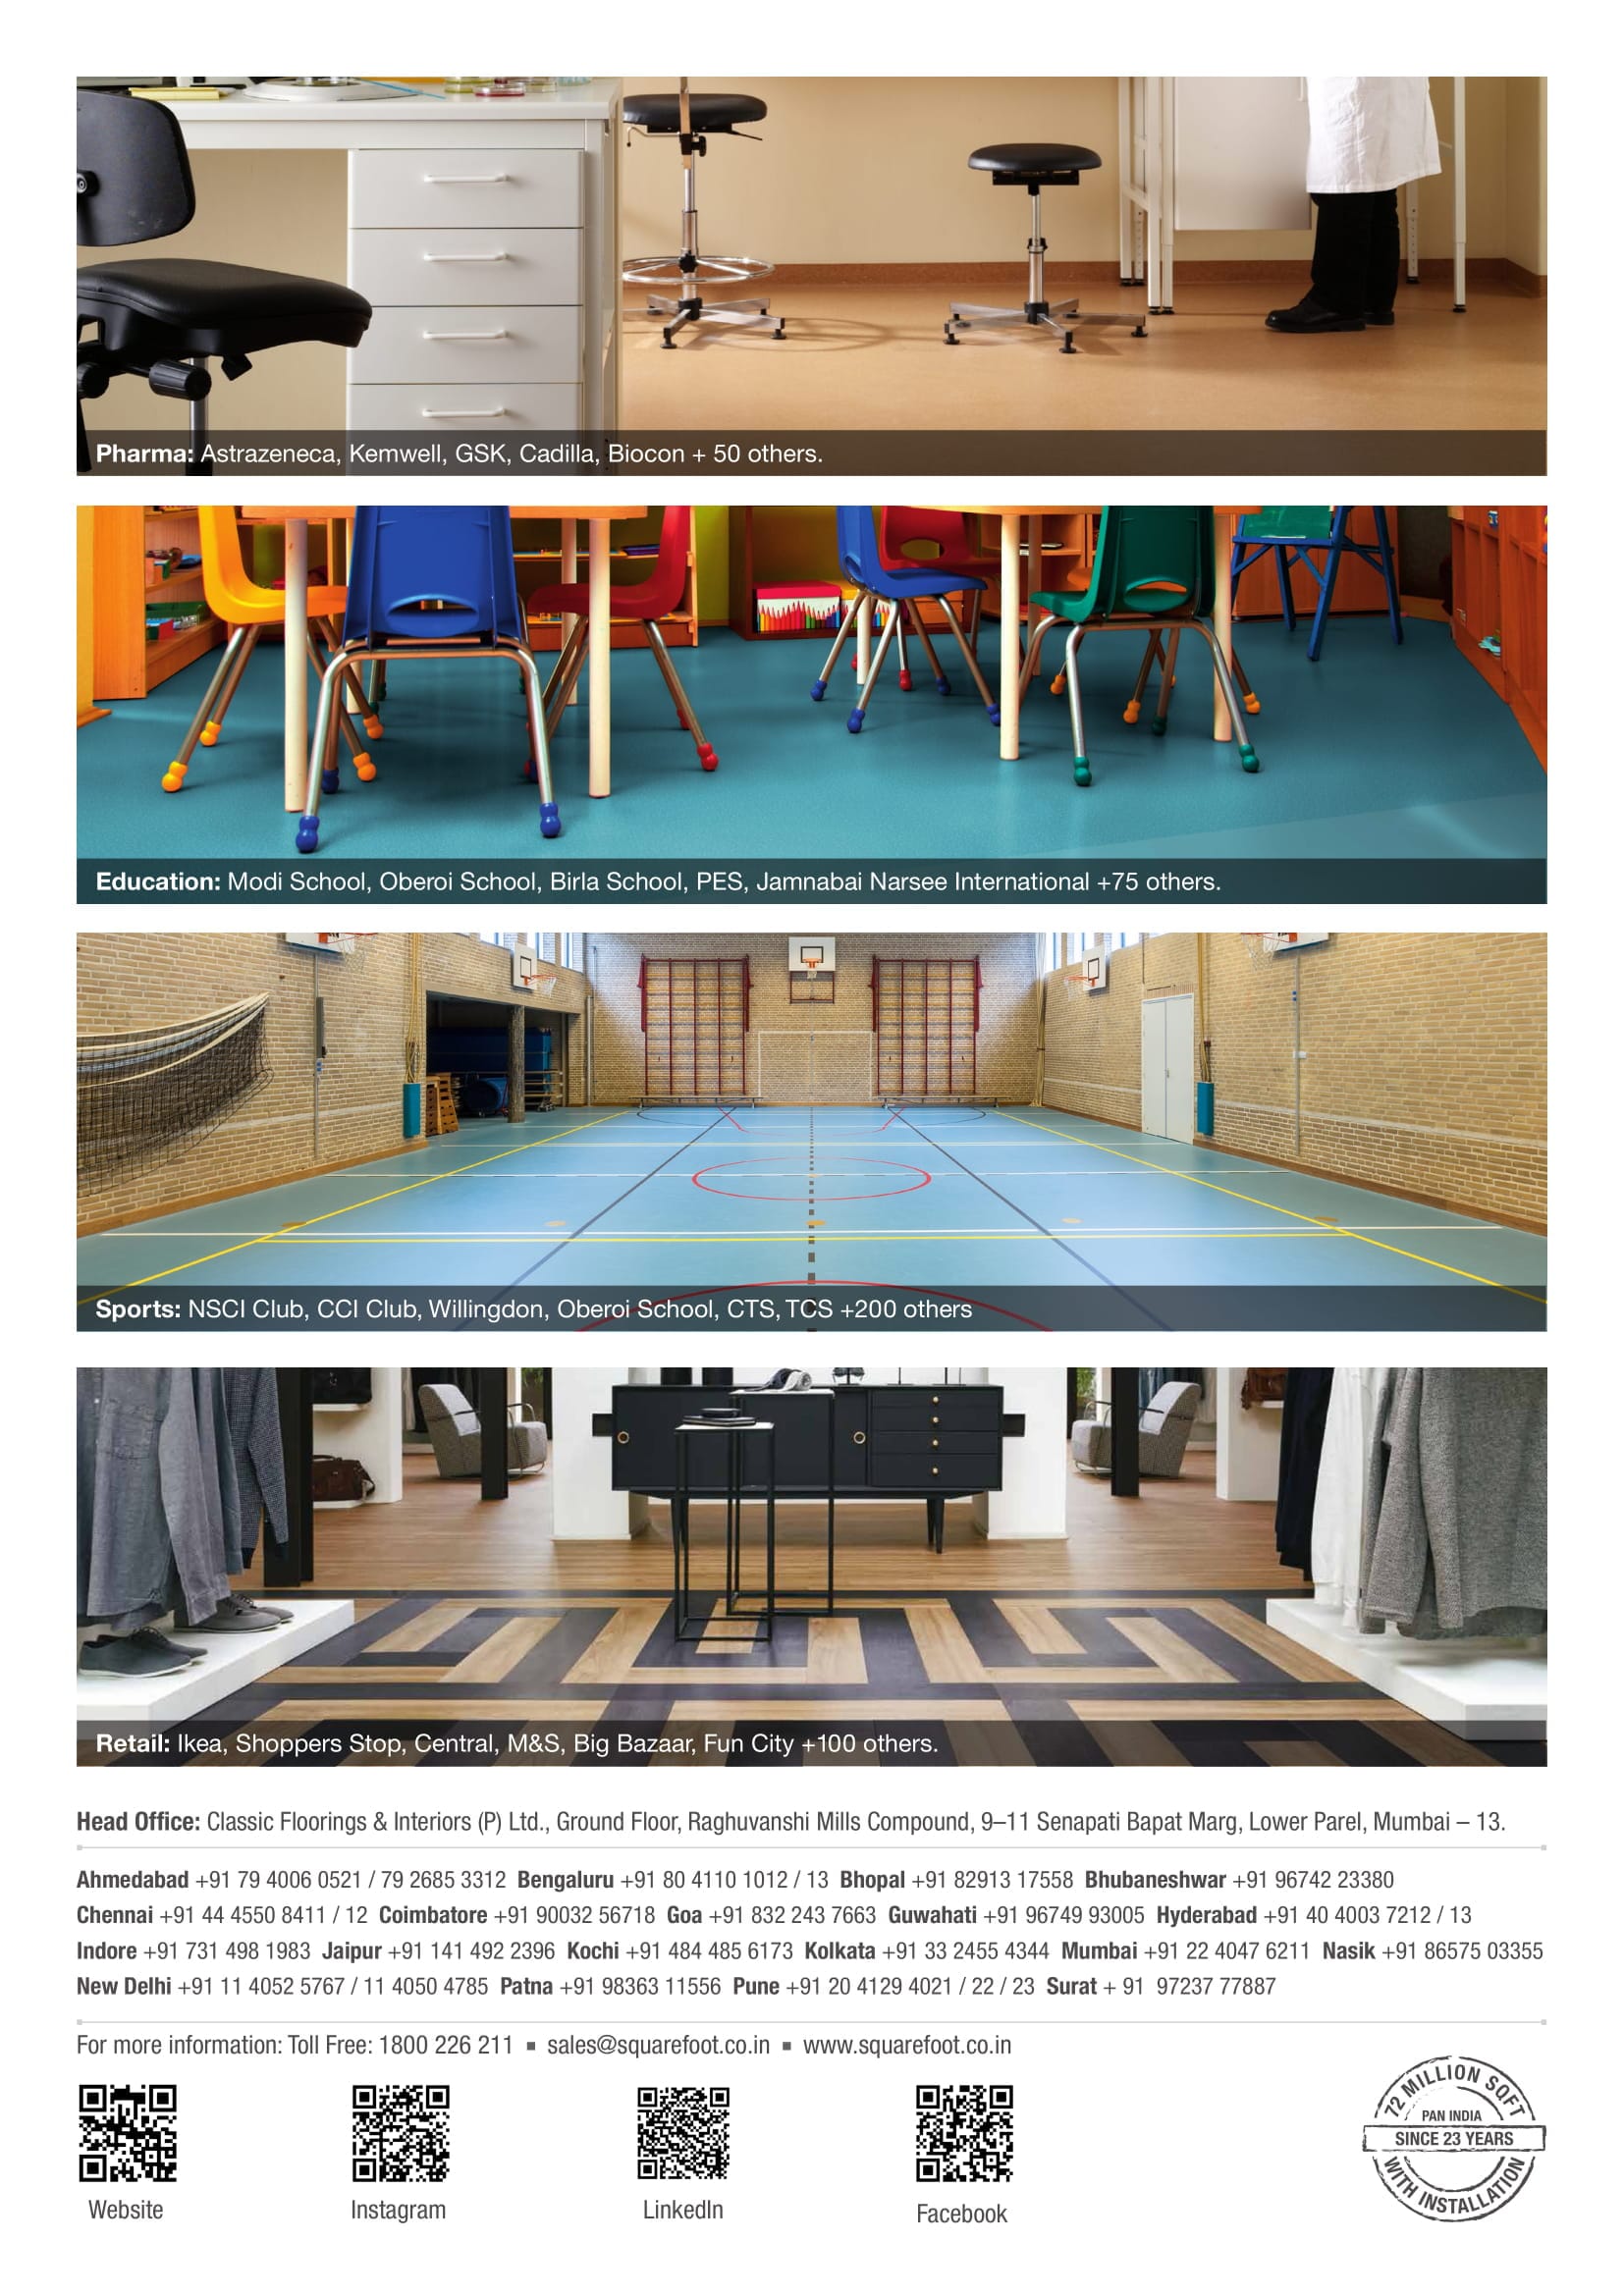 Pharma: Astrazeneca, Kemwell, GSK, Cadilla, Biocon + 50 others.
Education: Modi School, Oberoi School, Birla School, PES, Jamnabai Narsee International +75 others.
Sports: NSCI Club, CCI Club, Willingdon, Oberoi School, CTS, TCS +200 others
Retail: Ikea, Shoppers Stop, Central, M&S, Big Bazaar, Fun City +100 others.
Head Office: Classic Floorings & Interiors (P) Ltd., Ground Floor, Raghuvanshi Mills Compound, 9–11 Senapati Bapat Marg, Lower Parel, Mumbai – 13.
Ahmedabad +91 79 4006 0521 / 79 2685 3312 Bengaluru +91 80 4110 1012 / 13 Bhopal +91 82913 17558 Bhubaneshwar +91 96742 23380
Chennai +91 44 4550 8411 / 12 Coimbatore +91 90032 56718 Goa +91 832 243 7663 Guwahati +91 96749 93005 Hyderabad +91 40 4003 7212 / 13
Indore +91 731 498 1983 Jaipur +91 141 492 2396 Kochi +91 484 485 6173 Kolkata +91 33 2455 4344 Mumbai +91 22 4047 6211 Nasik +91 86575 03355
New Delhi +91 11 4052 5767 / 11 4050 4785 Patna +91 98363 11556 Pune +91 20 4129 4021 / 22 / 23 Surat + 91 97237 77887
For more information: Toll Free: 1800 226 211 ▪ sales@squarefoot.co.in ▪ www.squarefoot.co.in
Website
Instagram
LinkedIn
Facebook
72 MILLION SQFT
PAN INDIA
SINCE 23 YEARS
WITH INSTALLATION